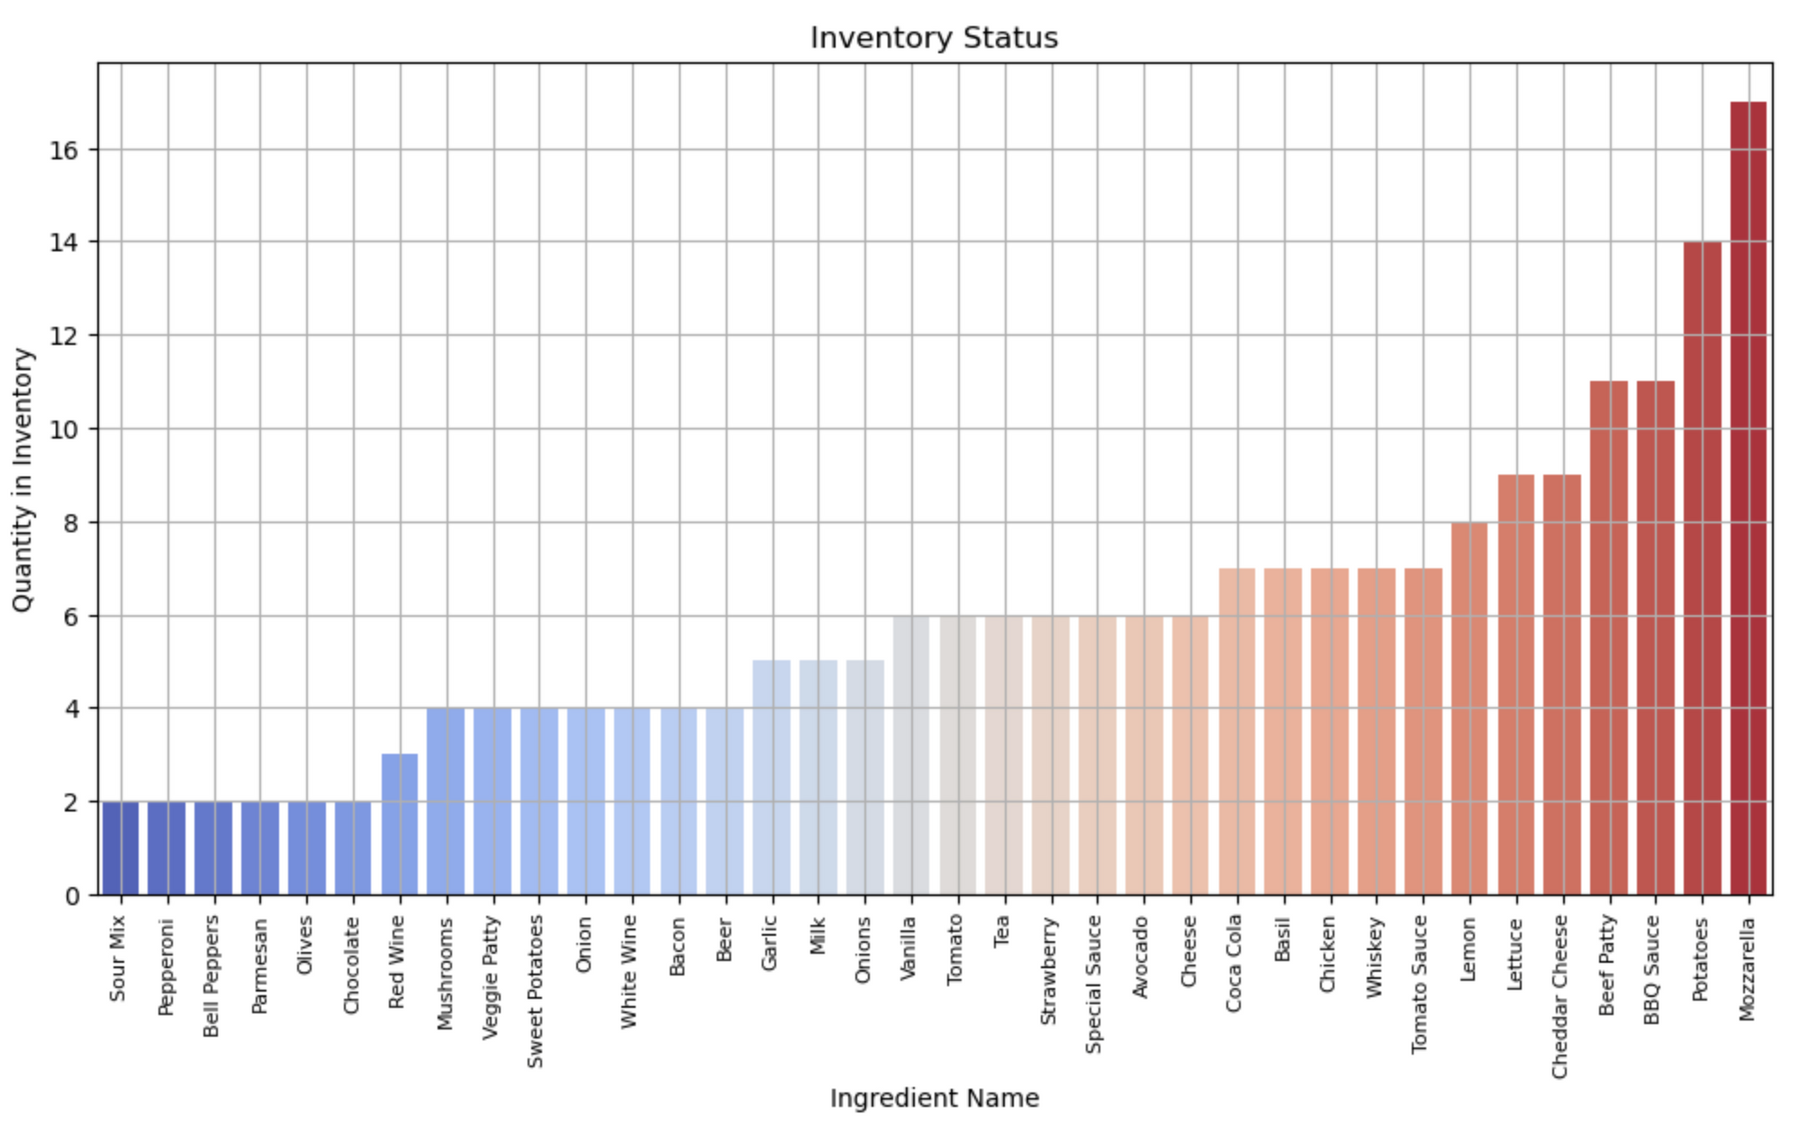 Inventory Status
Quantity in Inventory
16
14
12
10
8
6
4
2
0
Sour Mix
Pepperoni
Bell Peppers
Parmesan
Olives
Chocolate
Red Wine
Mushrooms
Veggie Patty
Sweet Potatoes
Onion
White Wine
Bacon
Beer
Garlic
Milk
Onions
Vanilla
Tomato
Tea
Strawberry
Special Sauce
Avocado
Cheese
Coca Cola
Basil
Chicken
Whiskey
Tomato Sauce
Lemon
Lettuce
Cheddar Cheese
Beef Patty
BBQ Sauce
Potatoes
Mozzarella
Ingredient Name